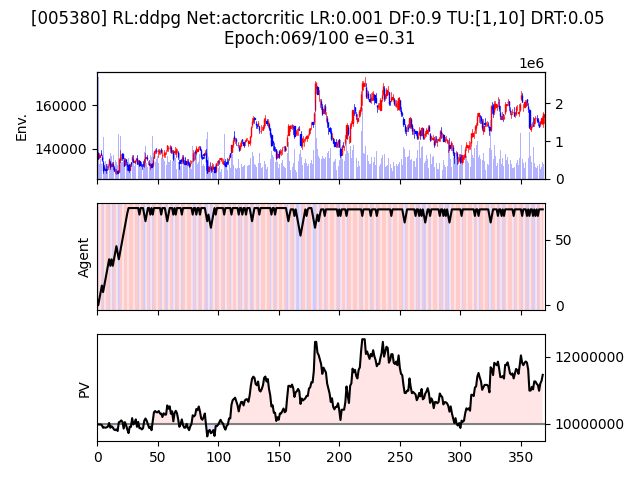 [005380] RL:ddpg Net:actorcritic LR:0.001 DF:0.9 TU:[1,10] DRT:0.05
Epoch:069/100 e=0.31
1e6
Env.
160000
140000
2
1
0
Agent
50
0
PV
12000000
10000000
0 50 100 150 200 250 300 350